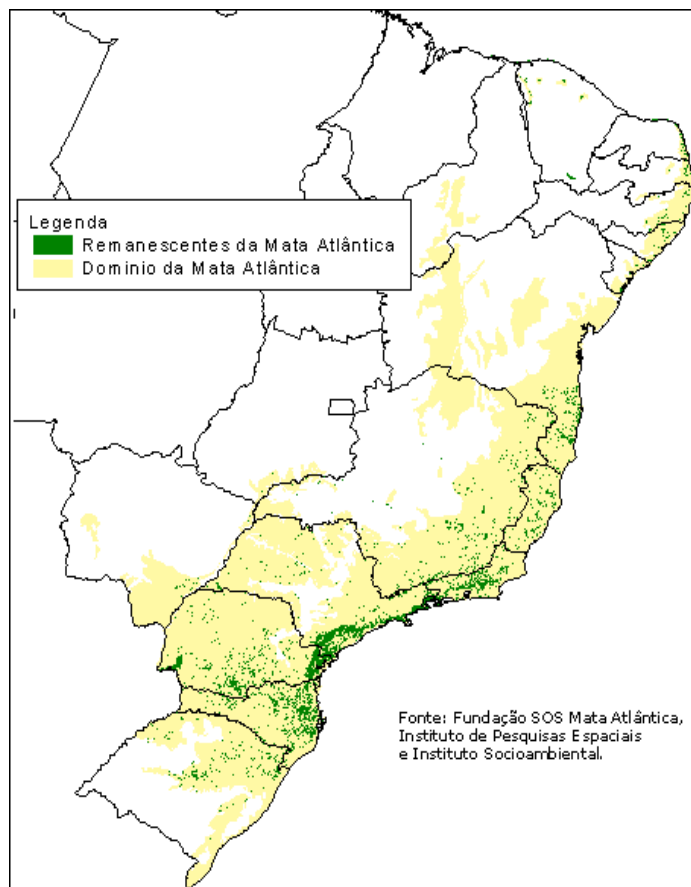 Legenda
Remanescentes da Mata Atlântica
Dominio da Mata Atlântica
Fonte: Fundação SOS Mata Atlântica,
Instituto de Pesquisas Espaciais
e Instituto Socioambiental.